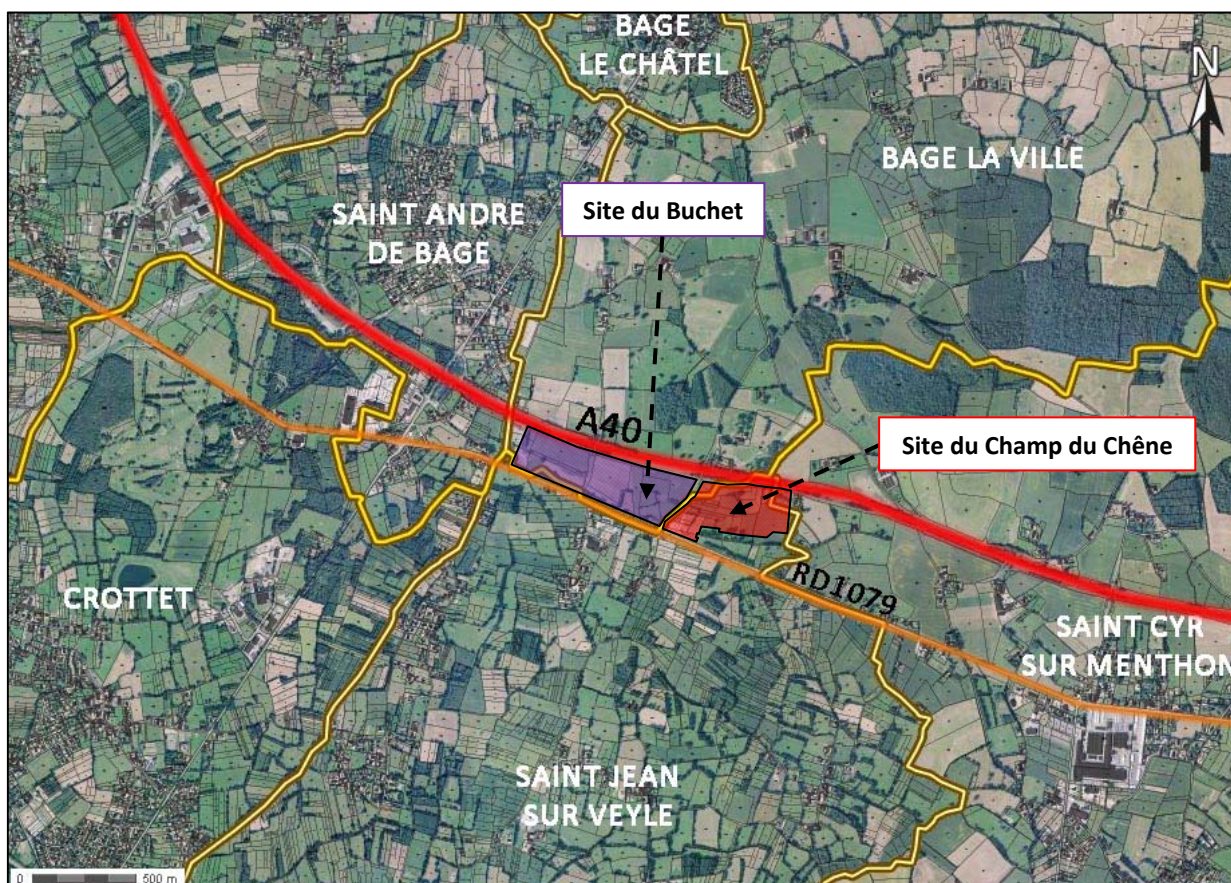 BAGE
LE CHÂTEL
N
BAGE LA VILLE
Site du Buchet
SAINT ANDRE
DE BAGE
A40
Site du Champ du Chêne
RD1079
CROTTET
SAINT CYR
SUR MENTHON
SAINT JEAN
SUR VEYLE
0 500 m